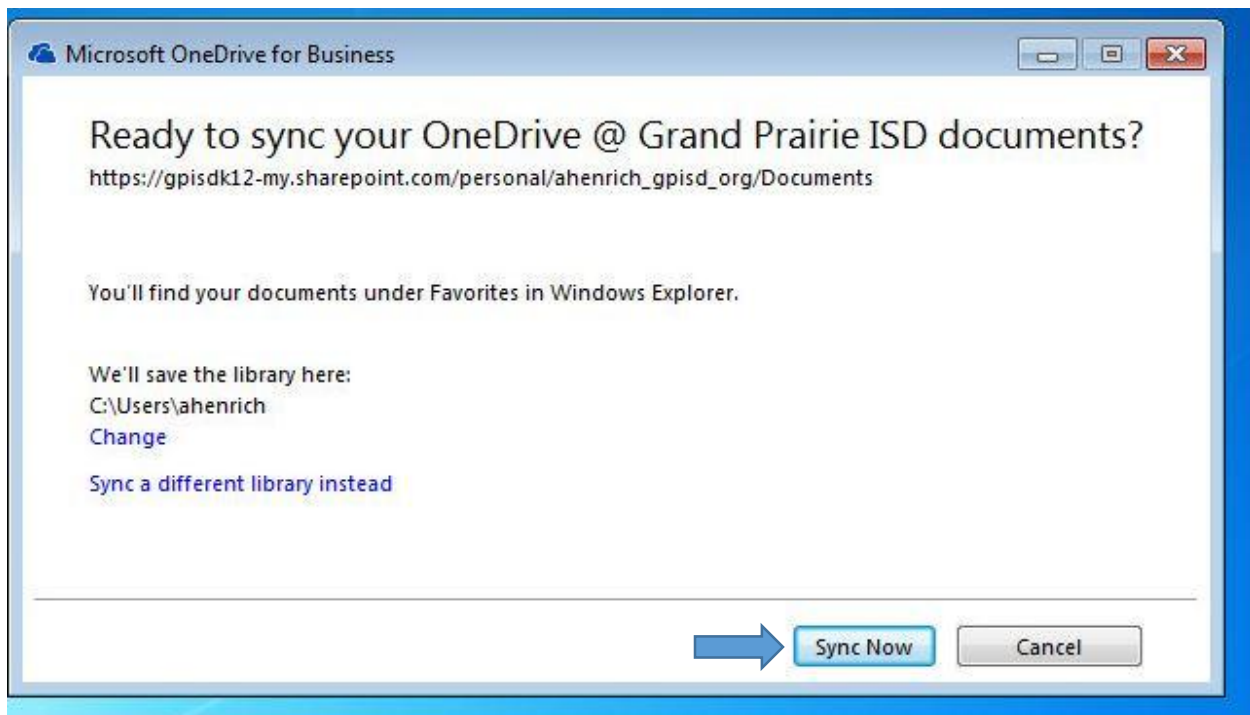 Microsoft OneDrive for Business
Ready to sync your OneDrive @ Grand Prairie ISD documents?
https://gpisdk12-my.sharepoint.com/personal/ahenrich_gpisd_org/Documents
You'll find your documents under Favorites in Windows Explorer.
We'll save the library here:
C:\Users\ahenrich
Change
Sync a different library instead
Sync Now Cancel